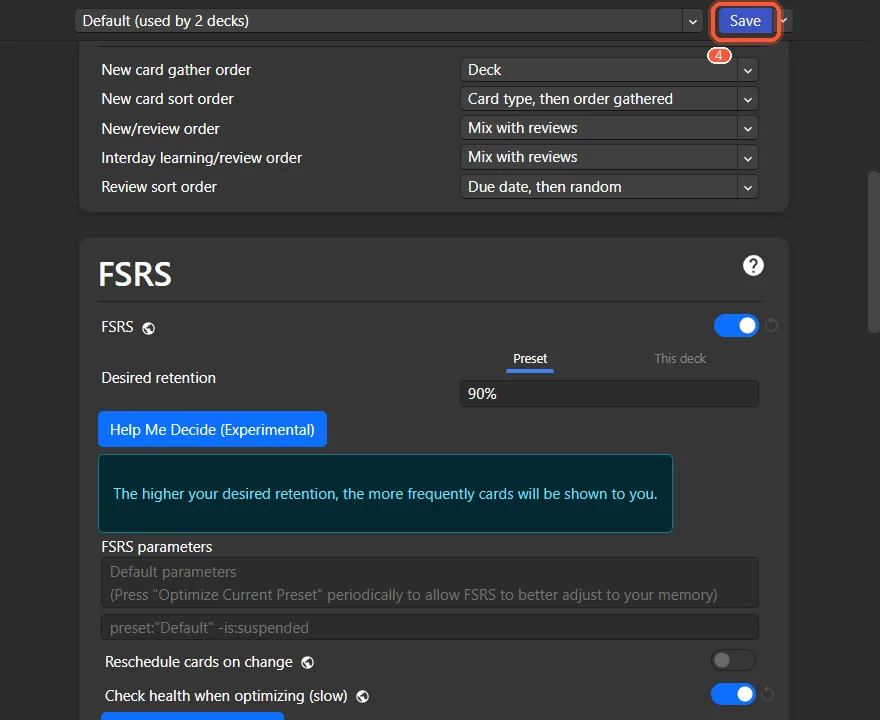 Default (used by 2 decks)
Save
4
New card gather order
Deck
New card sort order
Card type, then order gathered
New/review order
Mix with reviews
Interday learning/review order
Mix with reviews
Review sort order
Due date, then random
FSRS
?
FSRS
Preset
This deck
Desired retention
90%
Help Me Decide (Experimental)
The higher your desired retention, the more frequently cards will be shown to you.
FSRS parameters
Default parameters
(Press "Optimize Current Preset" periodically to allow FSRS to better adjust to your memory)
preset:"Default" -is:suspended
Reschedule cards on change
Check health when optimizing (slow)